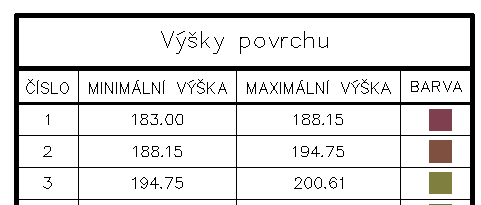 Výšky povrchu
ČÍSLO MINIMÁLNÍ VÝŠKA MAXIMÁLNÍ VÝŠKA BARVA
1 183.00 188.15
2 188.15 194.75
3 194.75 200.61